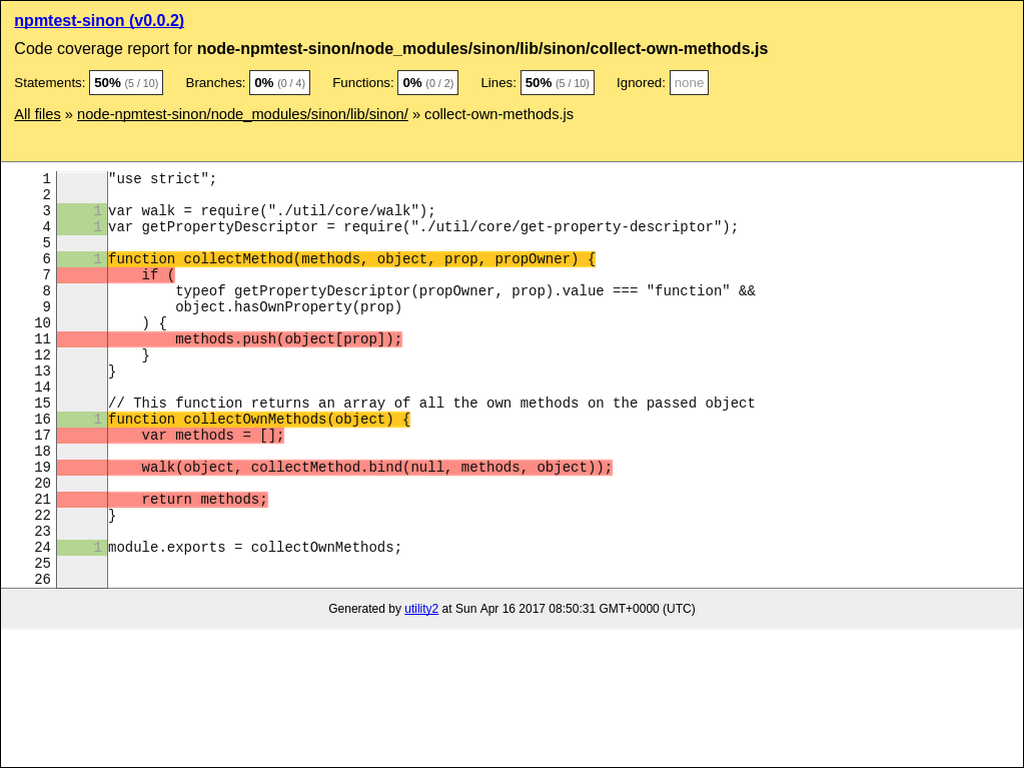 npmtest-sinon (v0.0.2)
Code coverage report for node-npmtest-sinon/node_modules/sinon/lib/sinon/collect-own-methods.js
Statements: 50% (5 / 10) Branches: 0% (0 / 4) Functions: 0% (0 / 2) Lines: 50% (5 / 10) Ignored: none
All files » node-npmtest-sinon/node_modules/sinon/lib/sinon/ » collect-own-methods.js
1 "use strict";
2
3 1 var walk = require("./util/core/walk");
4 1 var getPropertyDescriptor = require("./util/core/get-property-descriptor");
5
6 1 function collectMethod(methods, object, prop, propOwner) {
7     if (
8         typeof getPropertyDescriptor(propOwner, prop).value === "function" &&
9         object.hasOwnProperty(prop)
10     ) {
11         methods.push(object[prop]);
12     }
13 }
14
15 // This function returns an array of all the own methods on the passed object
16 1 function collectOwnMethods(object) {
17     var methods = [];
18
19     walk(object, collectMethod.bind(null, methods, object));
20
21     return methods;
22 }
23
24 1 module.exports = collectOwnMethods;
25
26
Generated by utility2 at Sun Apr 16 2017 08:50:31 GMT+0000 (UTC)